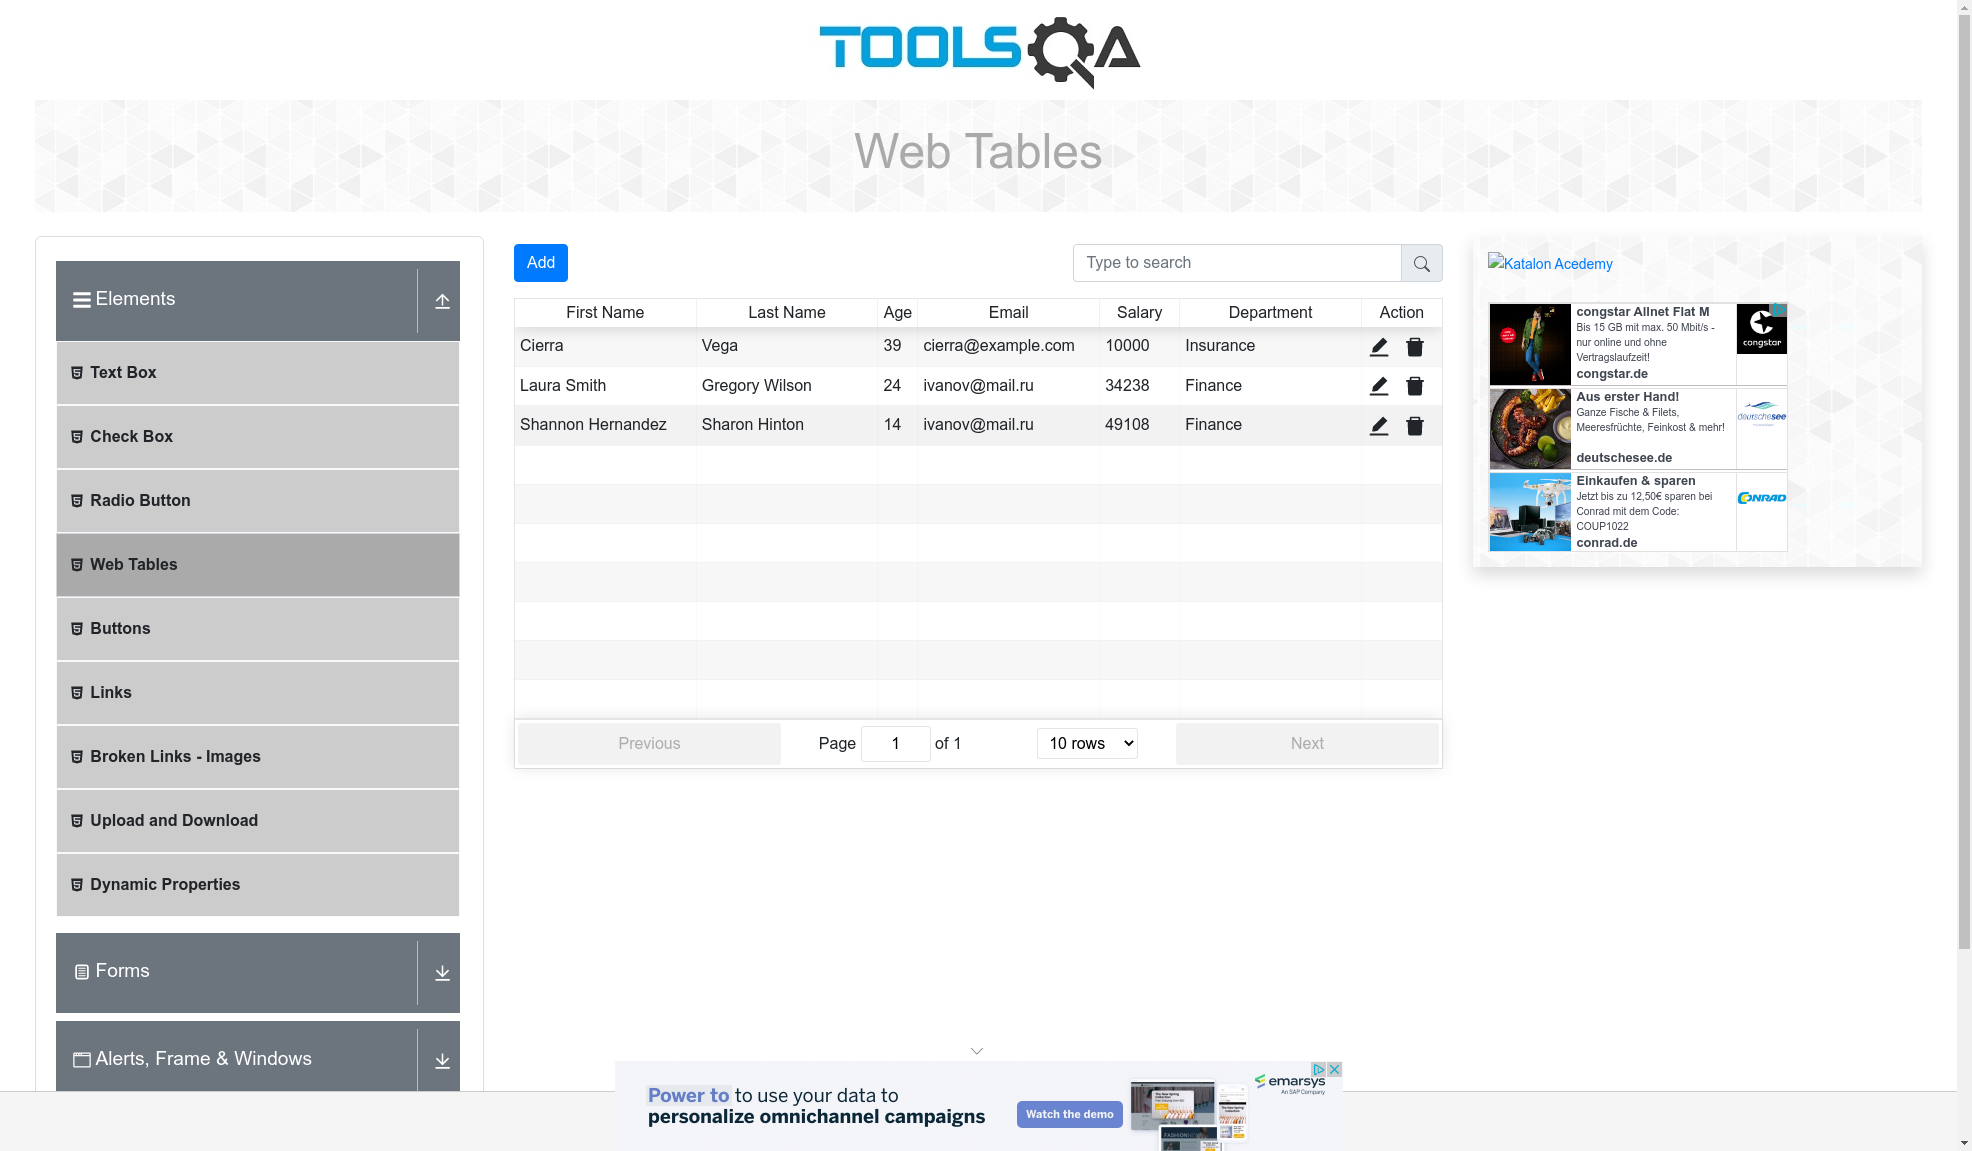 TOOLSQA
Web Tables
Elements
Text Box
Check Box
Radio Button
Web Tables
Buttons
Links
Broken Links - Images
Upload and Download
Dynamic Properties
Forms
Alerts, Frame & Windows
Add
Type to search
First Name Last Name Age Email Salary Department Action
Cierra Vega 39 cierra@example.com 10000 Insurance
Laura Smith Gregory Wilson 24 ivanov@mail.ru 34238 Finance
Shannon Hernandez Sharon Hinton 14 ivanov@mail.ru 49108 Finance
Previous Page 1 of 1 10 rows Next
Katalon Acedemy
congstar Allnet Flat M
Bis 15 GB mit max. 50 Mbit/s -
nur online und ohne
Vertragslaufzeit!
congstar.de
congstar
Aus erster Hand!
Ganze Fische & Filets,
Meeresfrüchte, Feinkost & mehr!
deutschesee.de
deutschesee
Einkaufen & sparen
Jetzt bis zu 12,50€ sparen bei
Conrad mit dem Code:
COUP1022
conrad.de
CONRAD
Power to to use your data to
personalize omnichannel campaigns
Watch the demo
emarsys
An SAP Company